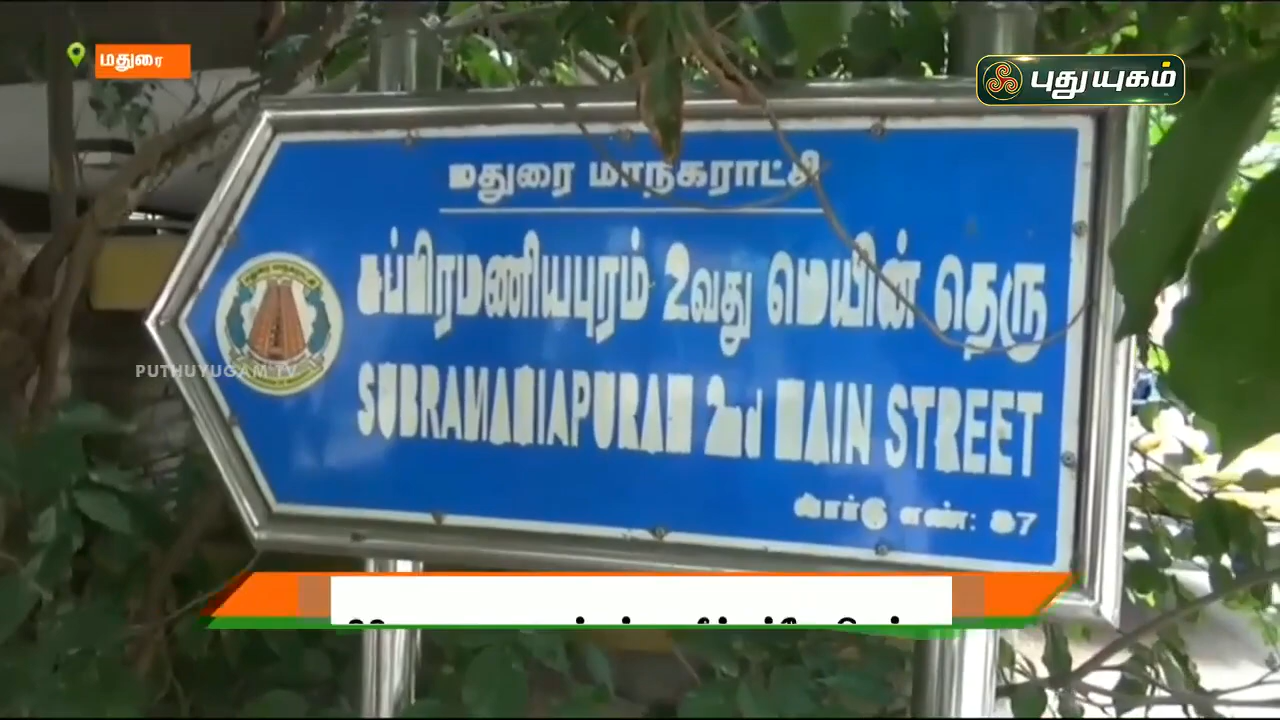 மதுரை
புதுயுகம்
மதுரை மாநகராட்சி
சுப்பிரமணியபுரம் 2வது மெயின் தெரு
SUBRAMANIAPURAM 2nd MAIN STREET
PUTHUYUGAM TV
வார்டு எண்: 87